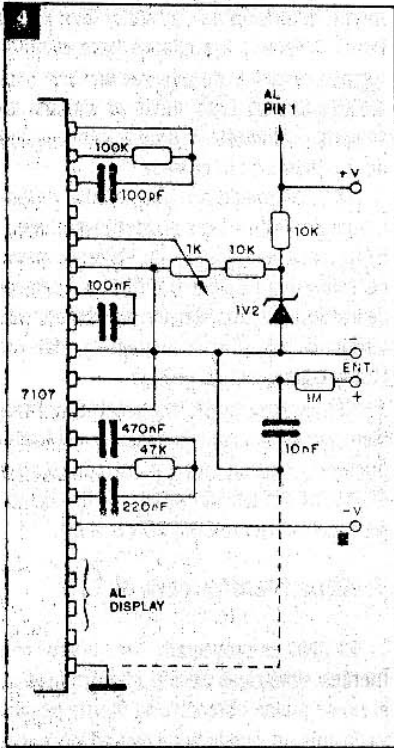 4
AL
PIN 1
+V
100K
100pF
10K
1K
10K
100nF
1V2
−
ENT.
+
1M
7107
470nF
10nF
47K
220nF
−V
AL
DISPLAY